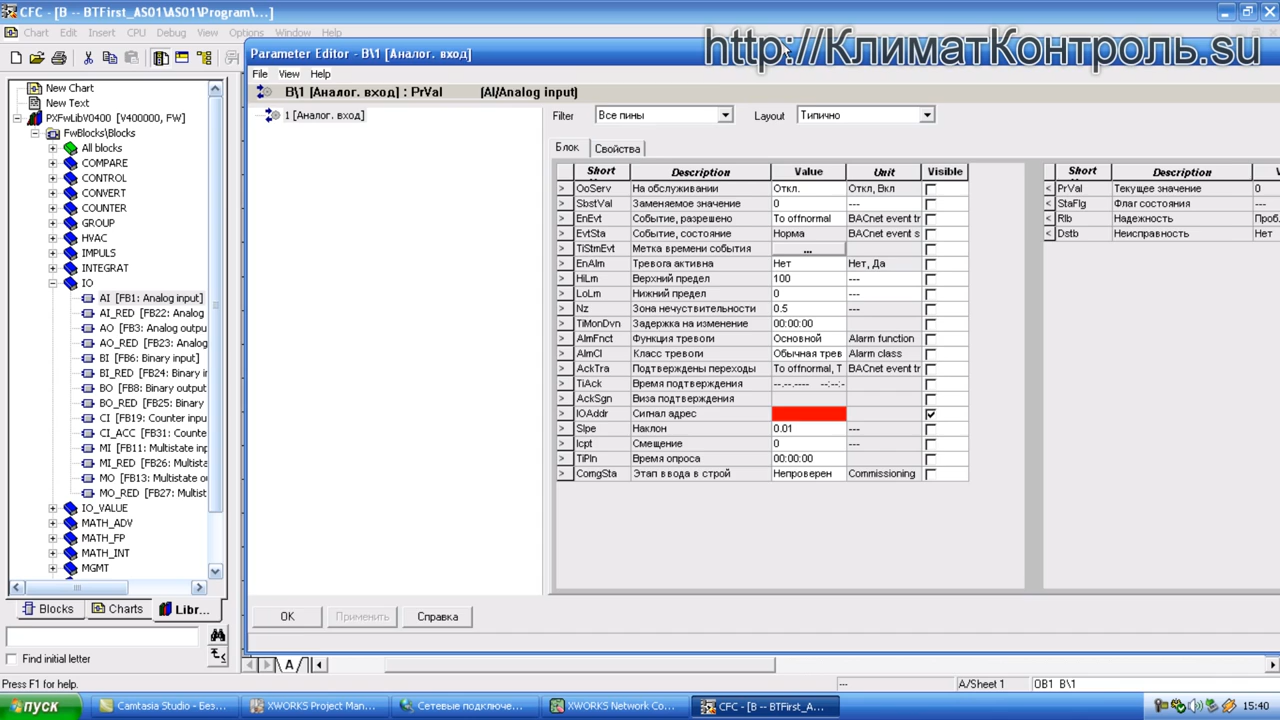 CFC - [B -- BTFirst_AS01\AS01\Program\...]
Chart Edit Insert CPU Debug View Options Window Help
http://КлиматКонтроль.su
Parameter Editor - B\1 [Аналог. вход]
File View Help
B\1 [Аналог. вход] : PrVal (AI/Analog input)
1 [Аналог. вход]
Filter Все пины Layout Типично
Блок Свойства
New Chart
New Text
PXFwLibV0400 [V400000, FW]
FwBlocks\Blocks
All blocks
COMPARE
CONTROL
CONVERT
COUNTER
GROUP
HVAC
IMPULS
INTEGRAT
IO
AI [FB1: Analog input]
AI_RED [FB22: Analog
AO [FB3: Analog outpu
AO_RED [FB23: Analog
BI [FB6: Binary input]
BI_RED [FB24: Binary in
BO [FB8: Binary output
BO_RED [FB25: Binary
CI [FB19: Counter input
CI_ACC [FB31: Counter
MI [FB11: Multistate inp
MI_RED [FB26: Multista
MO [FB13: Multistate ou
MO_RED [FB27: Multist
IO_VALUE
MATH_ADV
MATH_FP
MATH_INT
MGMT
Short Description Value Unit Visible
> OoServ На обслуживании Откл. Откл, Вкл
> SbstVal Заменяемое значение 0 ---
> EnEvt Событие, разрешено To offnormal BACnet event tr
> EvtSta Событие, состояние Норма BACnet event s
> TiStmEvt Метка времени события ...
> EnAlm Тревога активна Нет Нет, Да
> HiLm Верхний предел 100 ---
> LoLm Нижний предел 0 ---
> Nz Зона нечуствительности 0.5 ---
> TiMonDvn Задержка на изменение 00:00:00
> AlmFnct Функция тревоги Основной Alarm function
> AlmCl Класс тревоги Обычная трев Alarm class
> AckTra Подтверждены переходы To offnormal, T BACnet event tr
> TiAck Время подтверждения --.--.---- --:--:-
> AckSgn Виза подтверждения
> IOAddr Сигнал адрес
> Slpe Наклон 0.01 ---
> Icpt Смещение 0 ---
> TiPln Время опроса 00:00:00
> ComgSta Этап ввода в строй Непроверен Commissioning
Short Description V
< PrVal Текущее значение 0
< StaFlg Флаг состояния ---
< Rlb Надежность Проб
< Dstb Неисправность Нет
OK Применить Справка
Blocks Charts Libr...
Find initial letter
A
Press F1 for help. --- A/Sheet 1 OB1 B\1
пуск Camtasia Studio - Без... XWORKS Project Man... Сетевые подключе... XWORKS Network Co... CFC - [B -- BTFirst_A... 15:40